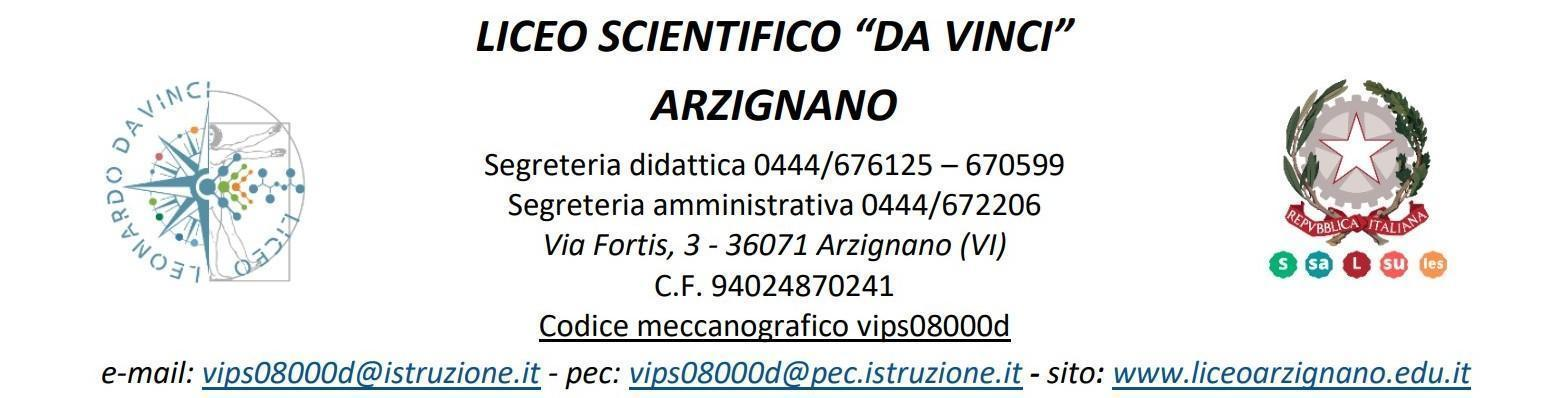 LICEO SCIENTIFICO “DA VINCI”
ARZIGNANO
LEONARDO DA VINCI
LICEO
Segreteria didattica 0444/676125 – 670599
Segreteria amministrativa 0444/672206
Via Fortis, 3 - 36071 Arzignano (VI)
C.F. 94024870241
Codice meccanografico vips08000d
REPVBBLICA ITALIANA
s sa L su les
e-mail: vips08000d@istruzione.it - pec: vips08000d@pec.istruzione.it - sito: www.liceoarzignano.edu.it